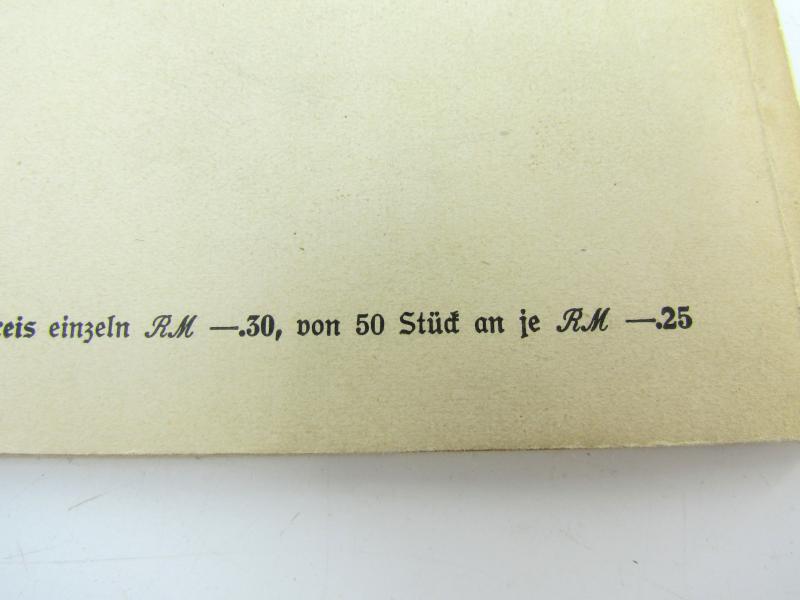 reis einzeln RM —.30, von 50 Stück an je RM —.25